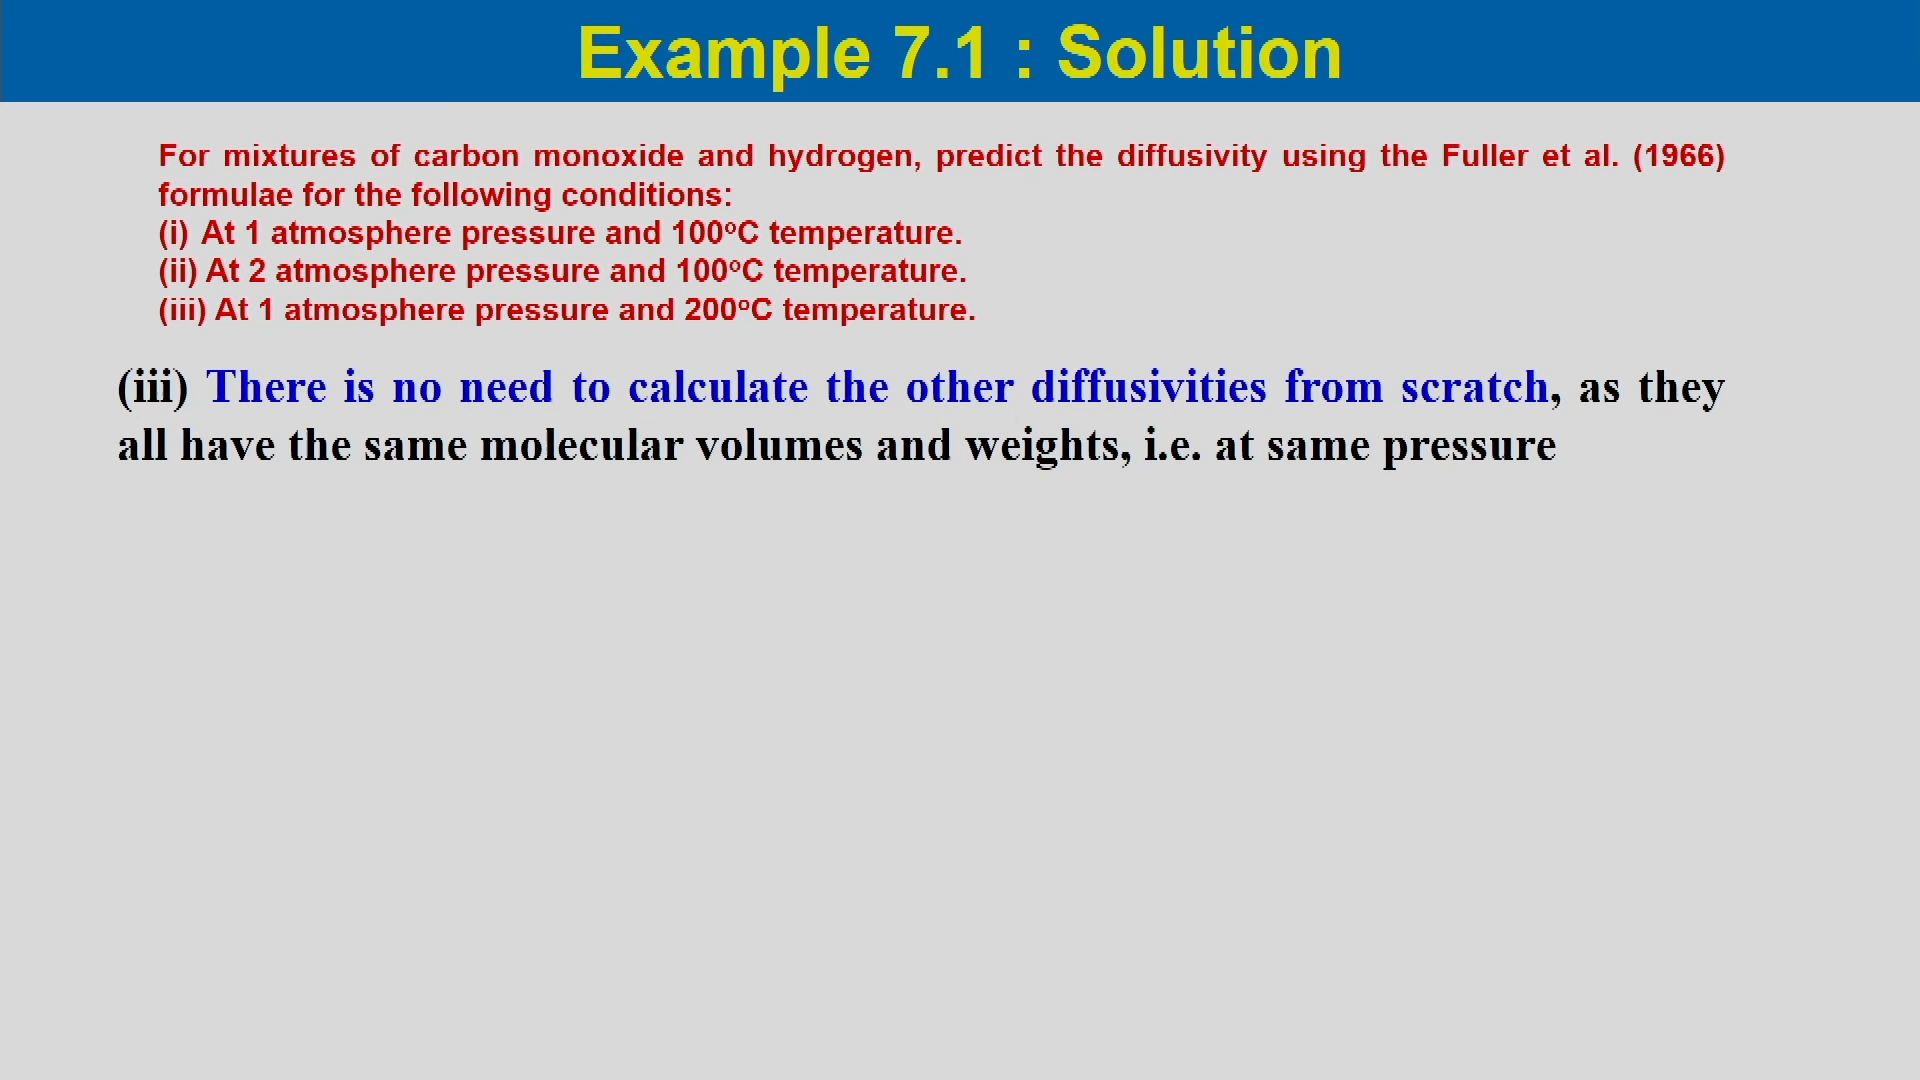 Example 7.1 : Solution
For mixtures of carbon monoxide and hydrogen, predict the diffusivity using the Fuller et al. (1966)
formulae for the following conditions:
(i) At 1 atmosphere pressure and 100ºC temperature.
(ii) At 2 atmosphere pressure and 100ºC temperature.
(iii) At 1 atmosphere pressure and 200ºC temperature.
(iii) There is no need to calculate the other diffusivities from scratch, as they
all have the same molecular volumes and weights, i.e. at same pressure